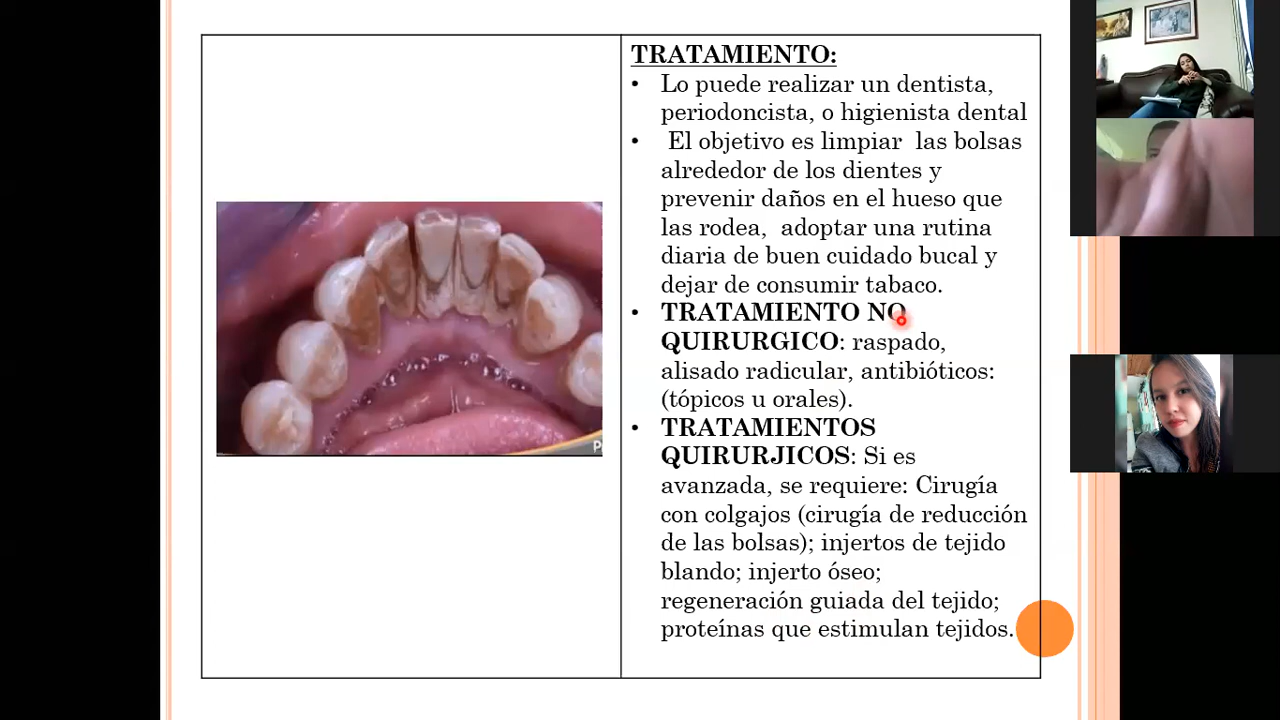 TRATAMIENTO:
• Lo puede realizar un dentista,
periodoncista, o higienista dental
• El objetivo es limpiar las bolsas
alrededor de los dientes y
prevenir daños en el hueso que
las rodea, adoptar una rutina
diaria de buen cuidado bucal y
dejar de consumir tabaco.
• TRATAMIENTO NO
QUIRURGICO: raspado,
alisado radicular, antibióticos:
(tópicos u orales).
• TRATAMIENTOS
QUIRURJICOS: Si es
avanzada, se requiere: Cirugía
con colgajos (cirugía de reducción
de las bolsas); injertos de tejido
blando; injerto óseo;
regeneración guiada del tejido;
proteínas que estimulan tejidos.